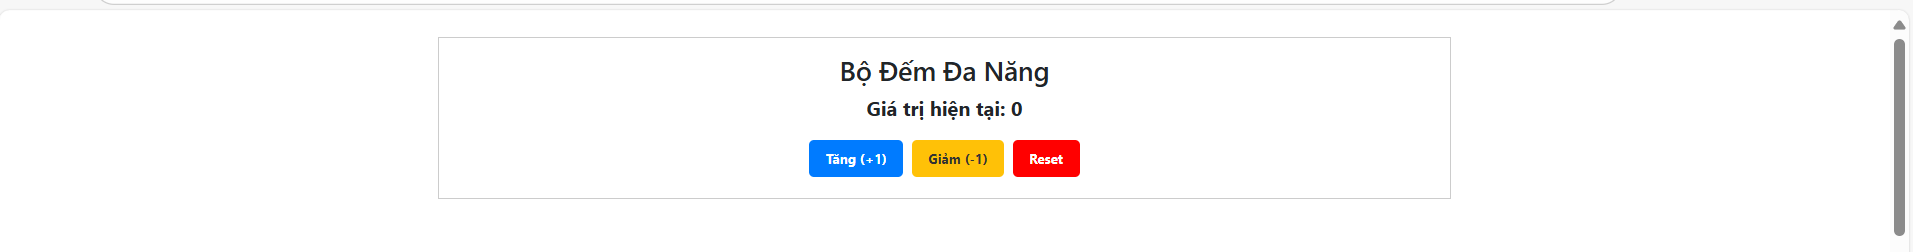 Bộ Đếm Đa Năng
Giá trị hiện tại: 0
Tăng (+1) Giảm (-1) Reset